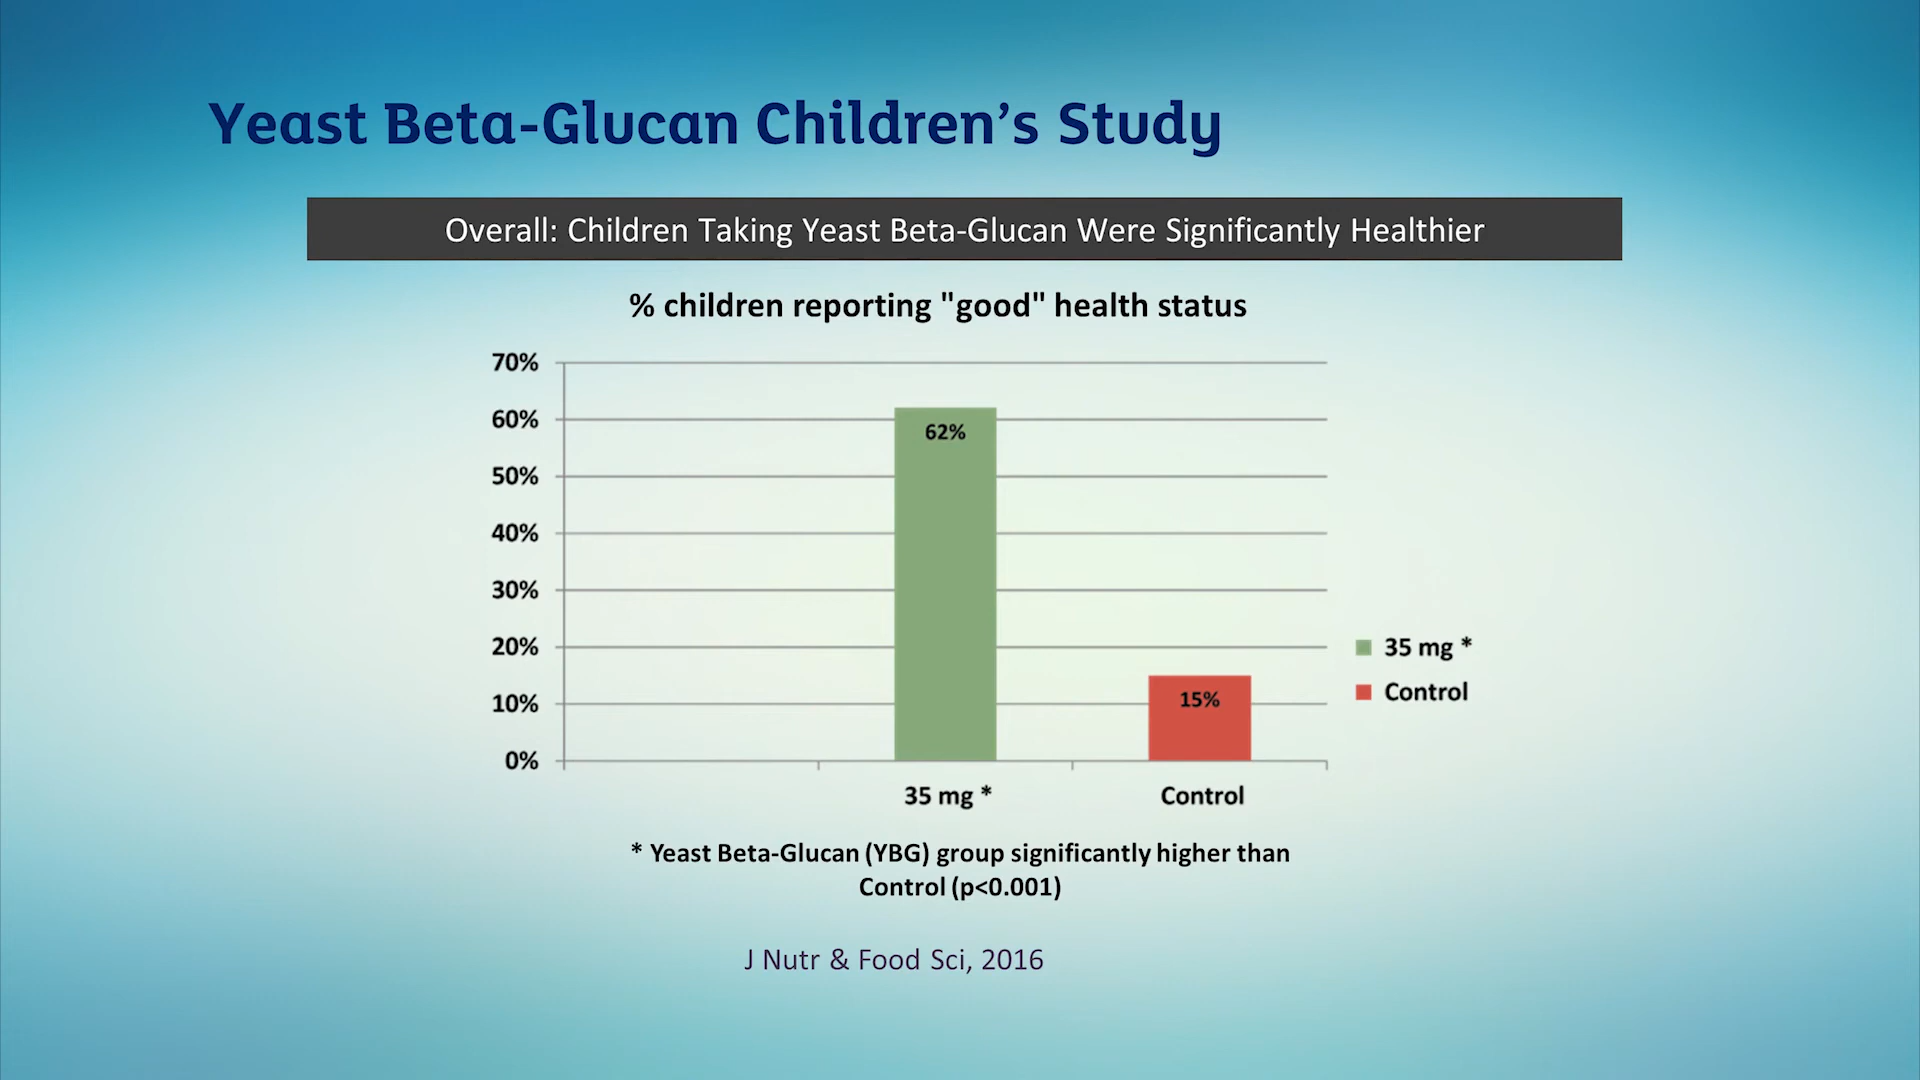 Yeast Beta-Glucan Children’s Study
Overall: Children Taking Yeast Beta-Glucan Were Significantly Healthier
% children reporting "good" health status
70%
60%
50%
40%
30%
20%
10%
0%
62%
15%
35 mg *
Control
35 mg *
Control
* Yeast Beta-Glucan (YBG) group significantly higher than
Control (p<0.001)
J Nutr & Food Sci, 2016